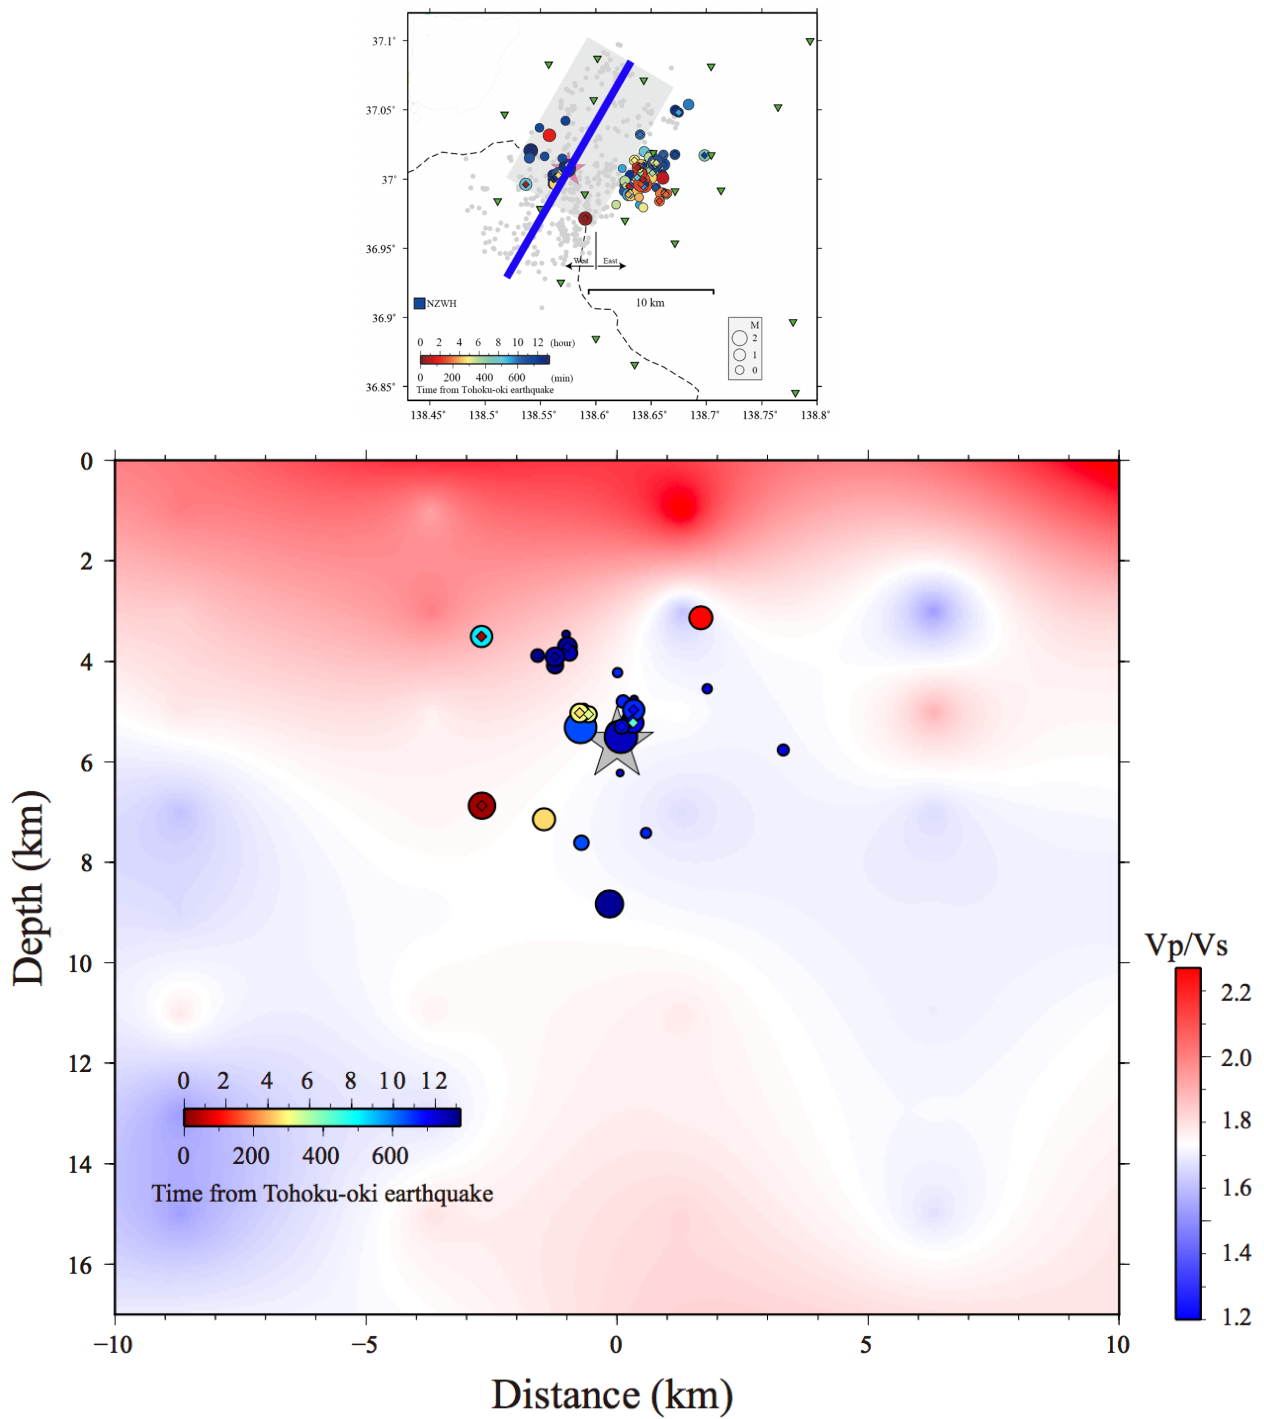 37.1°
37.05°
37°
36.95°
36.9°
36.85°
West East
10 km
NZWH
M
2
1
0
0 2 4 6 8 10 12 (hour)
0 200 400 600 (min)
Time from Tohoku-oki earthquake
138.45° 138.5° 138.55° 138.6° 138.65° 138.7° 138.75° 138.8°
0
2
4
6
8
10
12
14
16
Depth (km)
0 2 4 6 8 10 12
0 200 400 600
Time from Tohoku-oki earthquake
Vp/Vs
2.2
2.0
1.8
1.6
1.4
1.2
−10 −5 0 5 10
Distance (km)